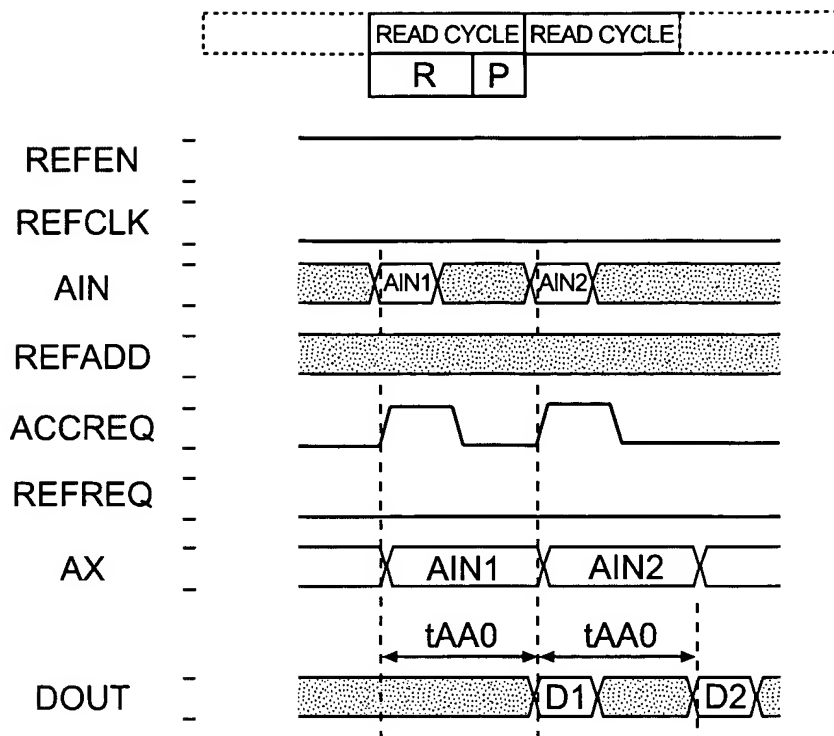 READ CYCLE READ CYCLE
R P
REFEN
REFCLK
AIN AIN1 AIN2
REFADD
ACCREQ
REFREQ
AX AIN1 AIN2
tAA0 tAA0
DOUT D1 D2